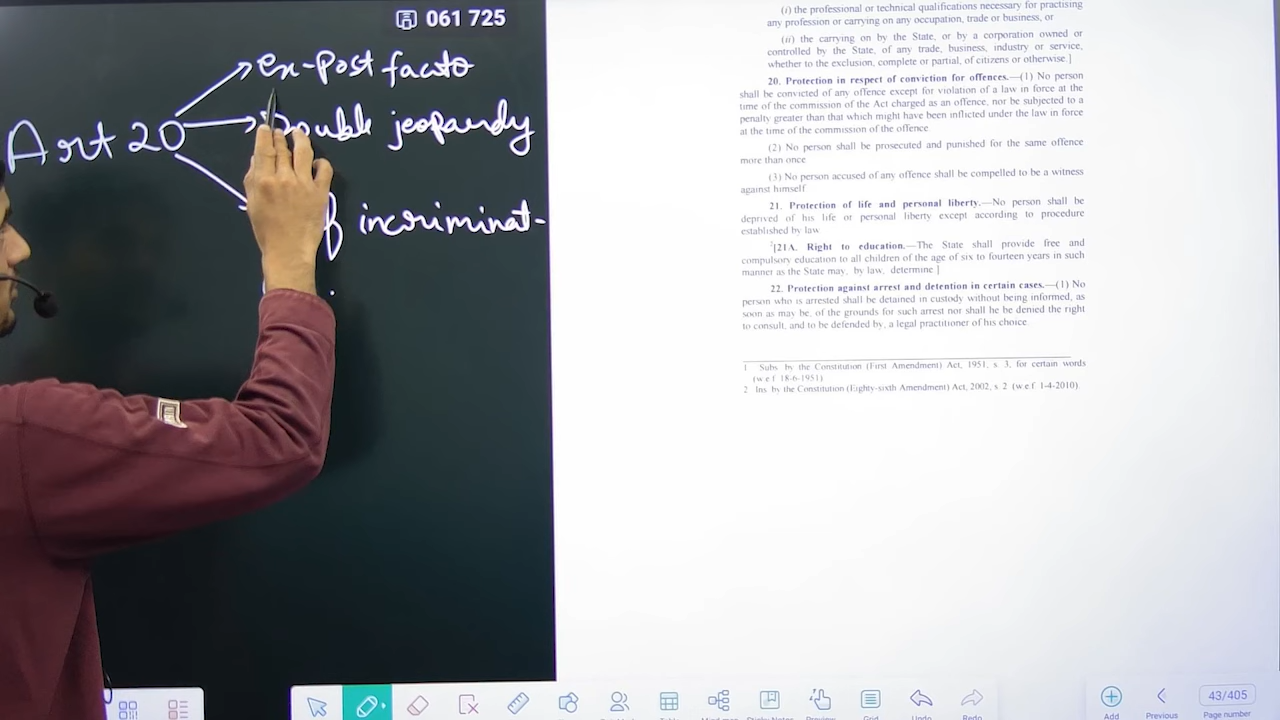 061 725
ex-Post facto
Art 20
Double jeopardy
incriminat-
(i) the professional or technical qualifications necessary for practising
any profession or carrying on any occupation, trade or business, or
(ii) the carrying on by the State, or by a corporation owned or
controlled by the State, of any trade, business, industry or service,
whether to the exclusion, complete or partial, of citizens or otherwise.]
20. Protection in respect of conviction for offences.—(1) No person
shall be convicted of any offence except for violation of a law in force at the
time of the commission of the Act charged as an offence, nor be subjected to a
penalty greater than that which might have been inflicted under the law in force
at the time of the commission of the offence
(2) No person shall be prosecuted and punished for the same offence
more than once
(3) No person accused of any offence shall be compelled to be a witness
against himself
21. Protection of life and personal liberty.—No person shall be
deprived of his life or personal liberty except according to procedure
established by law
2[21A. Right to education.—The State shall provide free and
compulsory education to all children of the age of six to fourteen years in such
manner as the State may, by law, determine ]
22. Protection against arrest and detention in certain cases.—(1) No
person who is arrested shall be detained in custody without being informed, as
soon as may be, of the grounds for such arrest nor shall he be denied the right
to consult, and to be defended by, a legal practitioner of his choice
1 Subs by the Constitution (First Amendment) Act, 1951, s 3, for certain words
(w e f 18-6-1951)
2 Ins by the Constitution (Eighty-sixth Amendment) Act, 2002, s 2 (w e f 1-4-2010)
43/405
Undo Redo Add Previous Page number